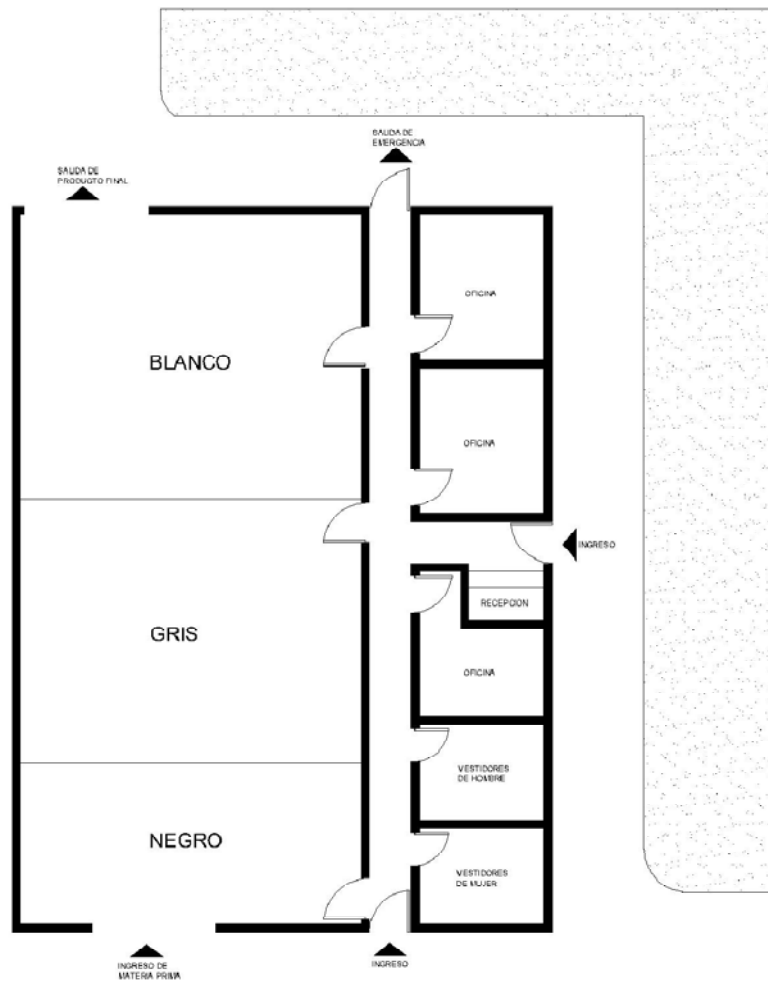 SALIDA DE
EMERGENCIA
SALIDA DE
PRODUCTO FINAL
OFICINA
BLANCO
OFICINA
INGRESO
RECEPCION
GRIS
OFICINA
VESTIDORES
DE HOMBRE
NEGRO
VESTIDORES
DE MUJER
INGRESO DE
MATERIA PRIMA
INGRESO